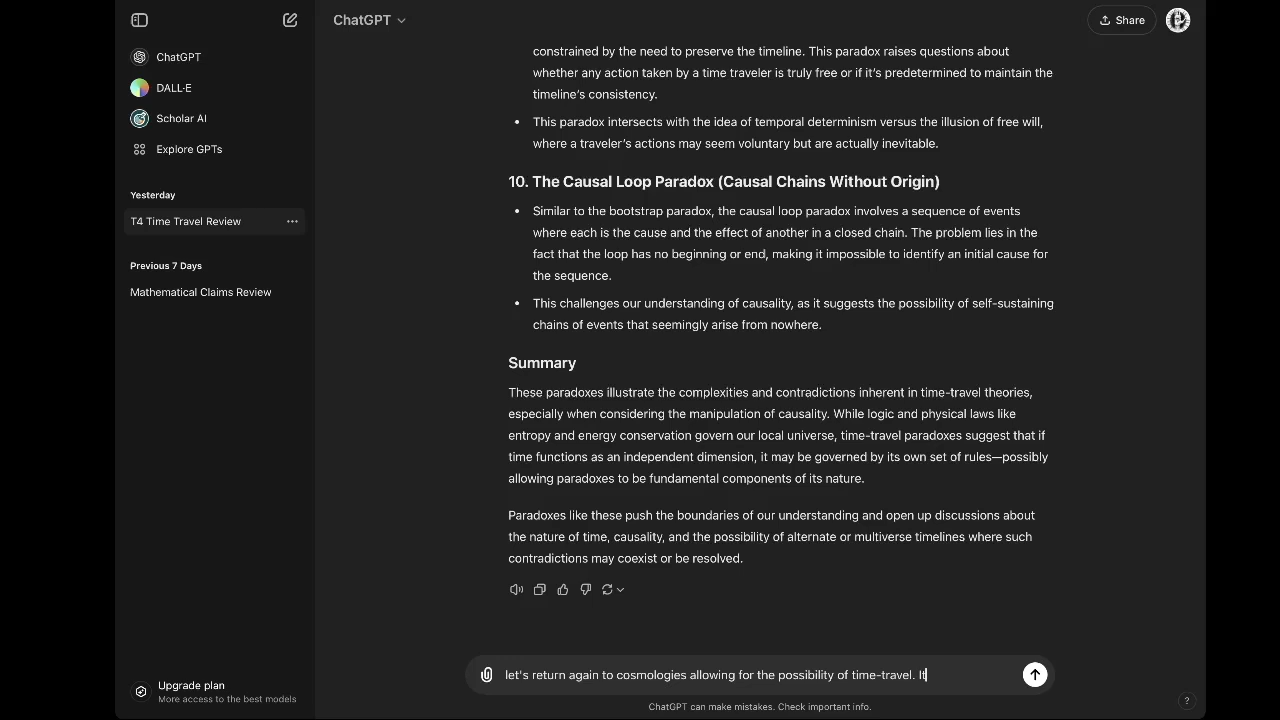 ChatGPT
Share
ChatGPT
DALL·E
Scholar AI
Explore GPTs
Yesterday
T4 Time Travel Review
Previous 7 Days
Mathematical Claims Review
Upgrade plan
More access to the best models
constrained by the need to preserve the timeline. This paradox raises questions about
whether any action taken by a time traveler is truly free or if it’s predetermined to maintain the
timeline’s consistency.
• This paradox intersects with the idea of temporal determinism versus the illusion of free will,
where a traveler’s actions may seem voluntary but are actually inevitable.
10. The Causal Loop Paradox (Causal Chains Without Origin)
• Similar to the bootstrap paradox, the causal loop paradox involves a sequence of events
where each is the cause and the effect of another in a closed chain. The problem lies in the
fact that the loop has no beginning or end, making it impossible to identify an initial cause for
the sequence.
• This challenges our understanding of causality, as it suggests the possibility of self-sustaining
chains of events that seemingly arise from nowhere.
Summary
These paradoxes illustrate the complexities and contradictions inherent in time-travel theories,
especially when considering the manipulation of causality. While logic and physical laws like
entropy and energy conservation govern our local universe, time-travel paradoxes suggest that if
time functions as an independent dimension, it may be governed by its own set of rules—possibly
allowing paradoxes to be fundamental components of its nature.
Paradoxes like these push the boundaries of our understanding and open up discussions about
the nature of time, causality, and the possibility of alternate or multiverse timelines where such
contradictions may coexist or be resolved.
let's return again to cosmologies allowing for the possibility of time-travel. It
ChatGPT can make mistakes. Check important info.
?